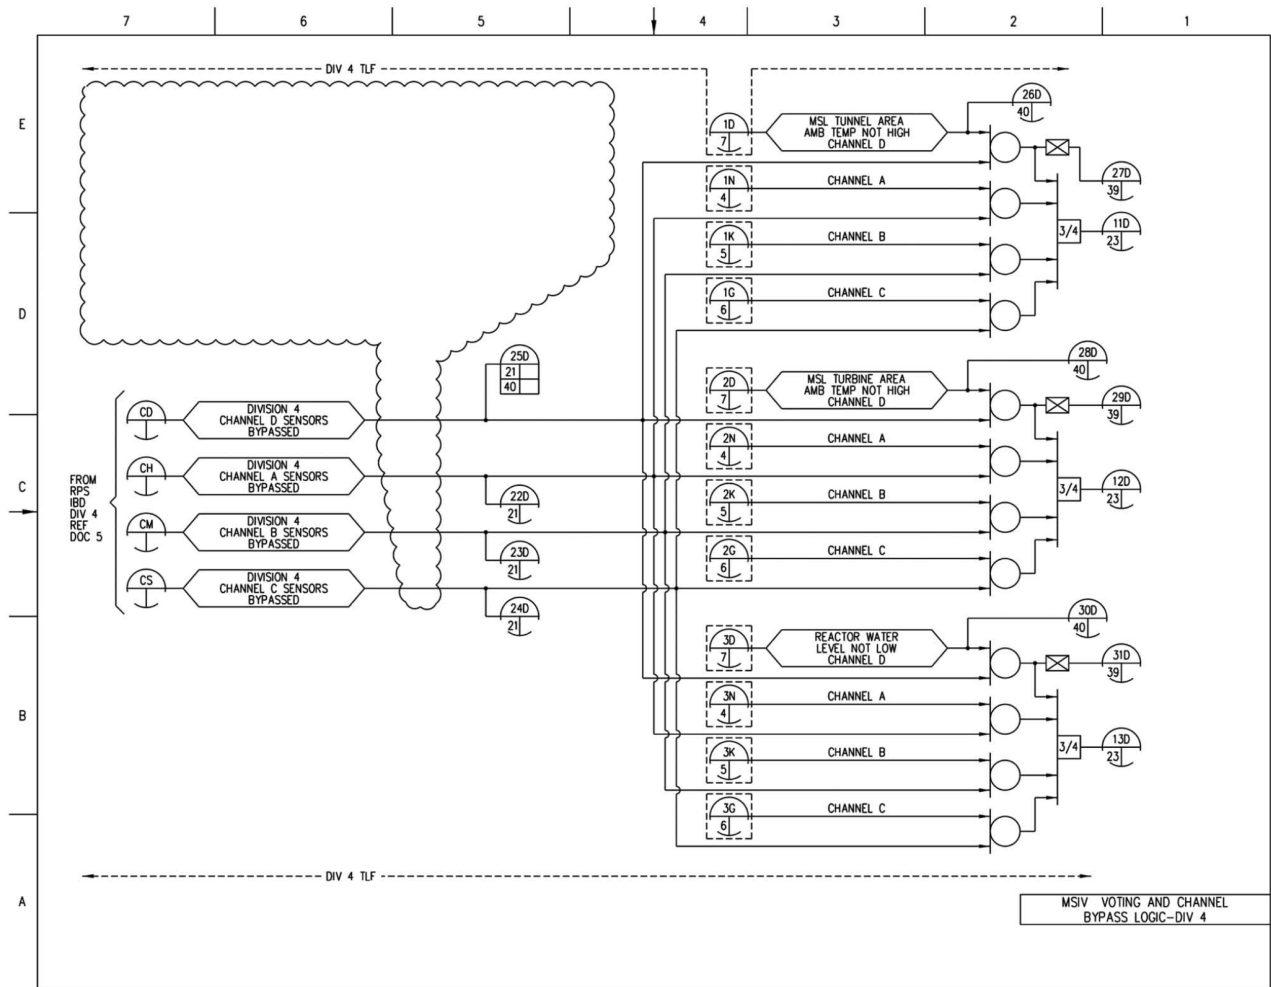 7 6 5 4 3 2 1
E
D
C
B
A
DIV 4 TLF
26D
40
1D
7
MSL TUNNEL AREA
AMB TEMP NOT HIGH
CHANNEL D
27D
39
1N
4
CHANNEL A
11D
23
3/4
1K
5
CHANNEL B
1G
6
CHANNEL C
25D
21
40
28D
40
2D
7
MSL TURBINE AREA
AMB TEMP NOT HIGH
CHANNEL D
29D
39
CD
DIVISION 4
CHANNEL D SENSORS
BYPASSED
2N
4
CHANNEL A
FROM
RPS
IBD
DIV 4
REF
DOC 5
CH
DIVISION 4
CHANNEL A SENSORS
BYPASSED
22D
21
2K
5
CHANNEL B
3/4
12D
23
CM
DIVISION 4
CHANNEL B SENSORS
BYPASSED
23D
21
2G
6
CHANNEL C
CS
DIVISION 4
CHANNEL C SENSORS
BYPASSED
24D
21
30D
40
3D
7
REACTOR WATER
LEVEL NOT LOW
CHANNEL D
31D
39
3N
4
CHANNEL A
3K
5
CHANNEL B
3/4
13D
23
3G
6
CHANNEL C
DIV 4 TLF
MSIV VOTING AND CHANNEL
BYPASS LOGIC-DIV 4